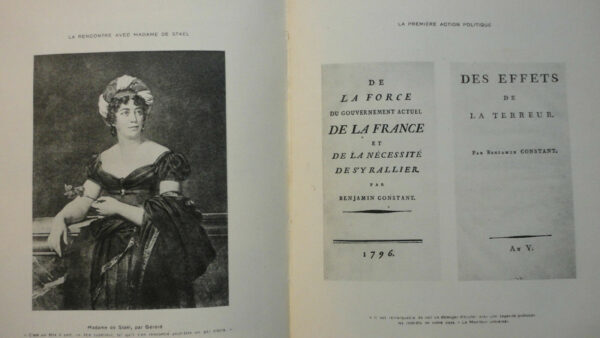 LA RENCONTRE AVEC MADAME DE STAËL
Madame de Staël, par Gérard
LA PREMIÈRE ACTION POLITIQUE
DE
LA FORCE
DU GOUVERNEMENT ACTUEL
DE LA FRANCE
ET
DE LA NÉCESSITÉ
DE S'Y RALLIER.
PAR
BENJAMIN CONSTANT.
1796.
DES EFFETS
DE
LA TERREUR.
PAR BENJAMIN CONSTANT.
AN V.